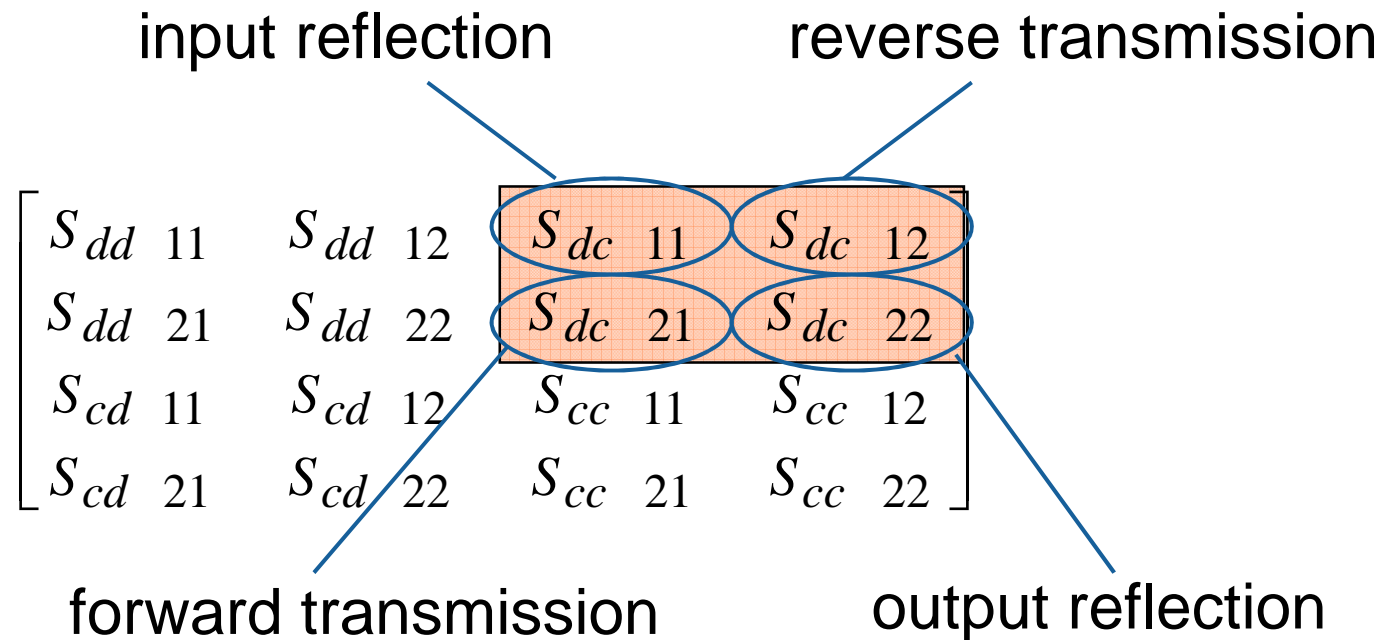 input reflection reverse transmission
S dd 11 S dd 12 S dc 11 S dc 12
S dd 21 S dd 22 S dc 21 S dc 22
S cd 11 S cd 12 S cc 11 S cc 12
S cd 21 S cd 22 S cc 21 S cc 22
forward transmission output reflection